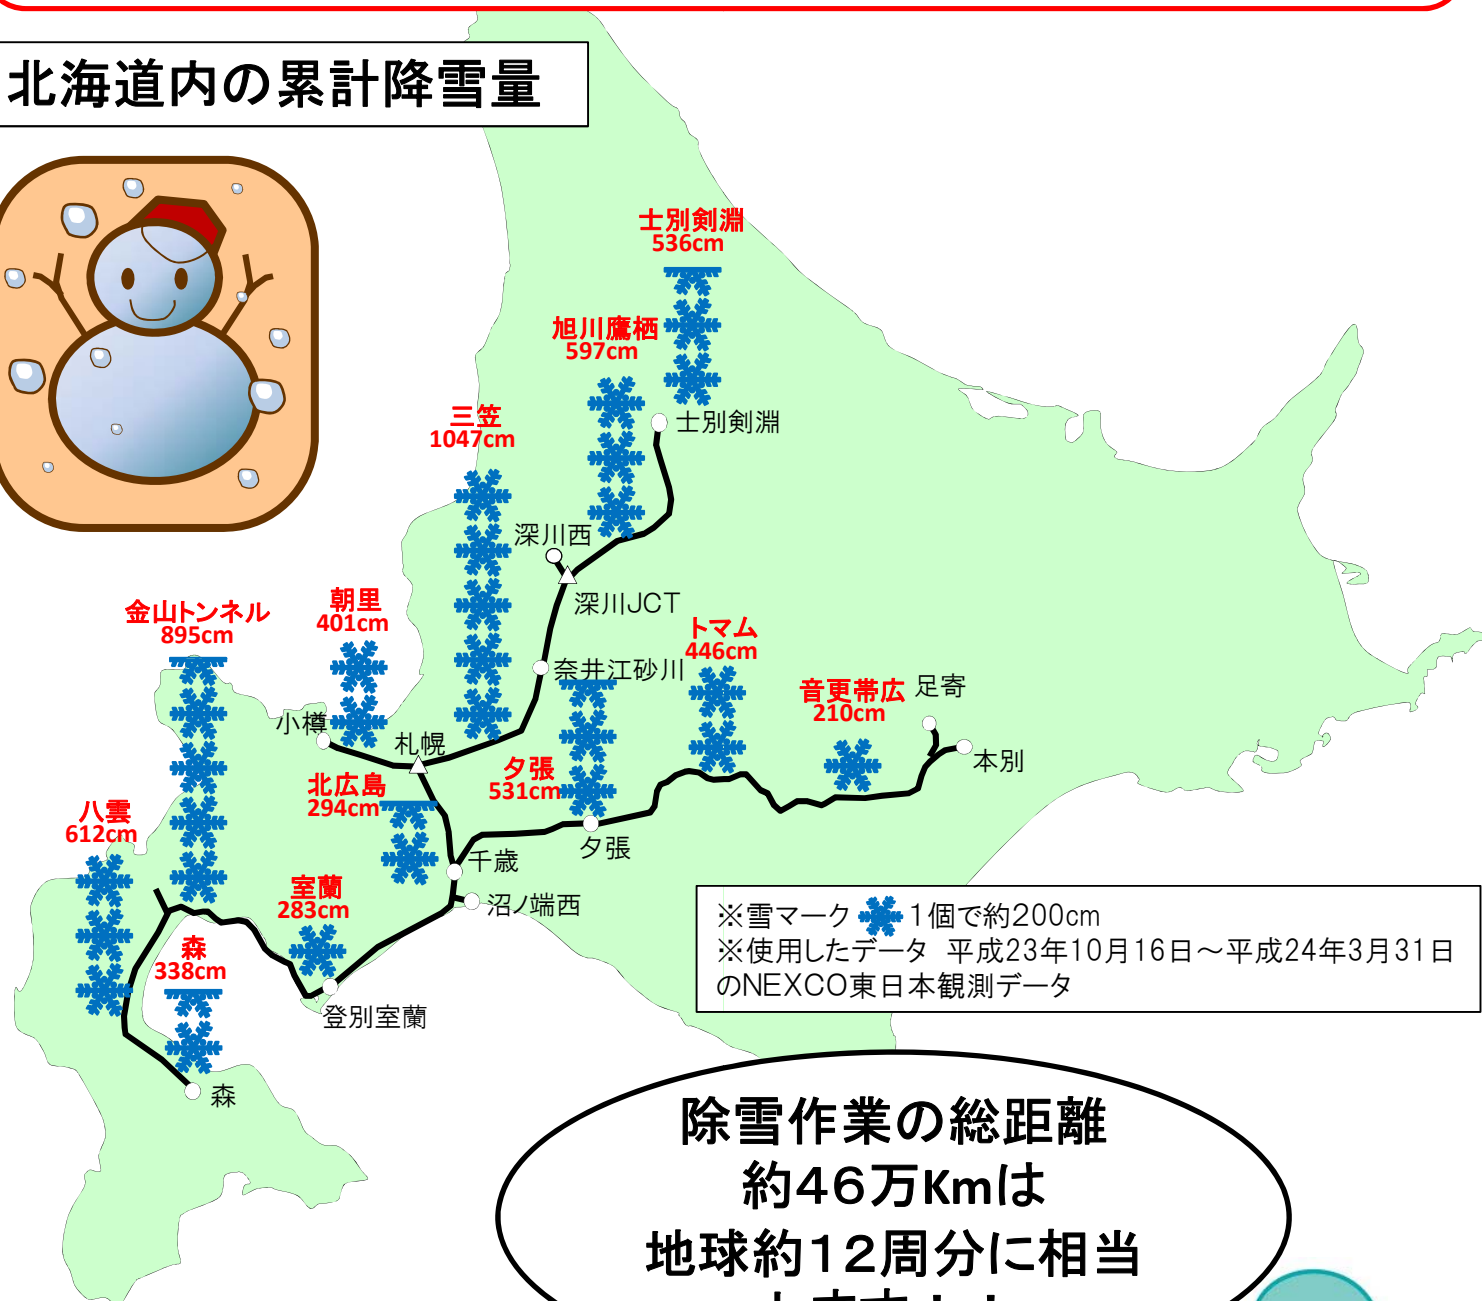 北海道内の累計降雪量
士別剣淵
536cm
旭川鷹栖
597cm
三笠
1047cm
士別剣淵
深川西
深川JCT
金山トンネル
895cm
朝里
401cm
トマム
446cm
奈井江砂川
音更帯広
210cm
足寄
小樽
札幌
本別
夕張
531cm
北広島
294cm
八雲
612cm
夕張
千歳
室蘭
283cm
沼ノ端西
森
338cm
登別室蘭
森
※雪マーク 1個で約200cm
※使用したデータ 平成23年10月16日～平成24年3月31日
のNEXCO東日本観測データ
除雪作業の総距離
約46万Kmは
地球約12周分に相当